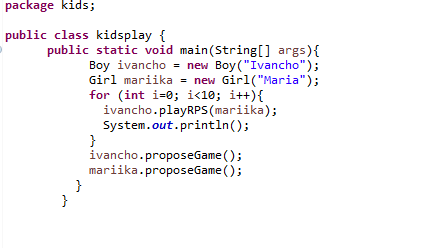 package kids;
public class kidsplay {
public static void main(String[] args){
Boy ivancho = new Boy("Ivancho");
Girl mariika = new Girl("Maria");
for (int i=0; i<10; i++){
ivancho.playRPS(mariika);
System.out.println();
}
ivancho.proposeGame();
mariika.proposeGame();
}
}